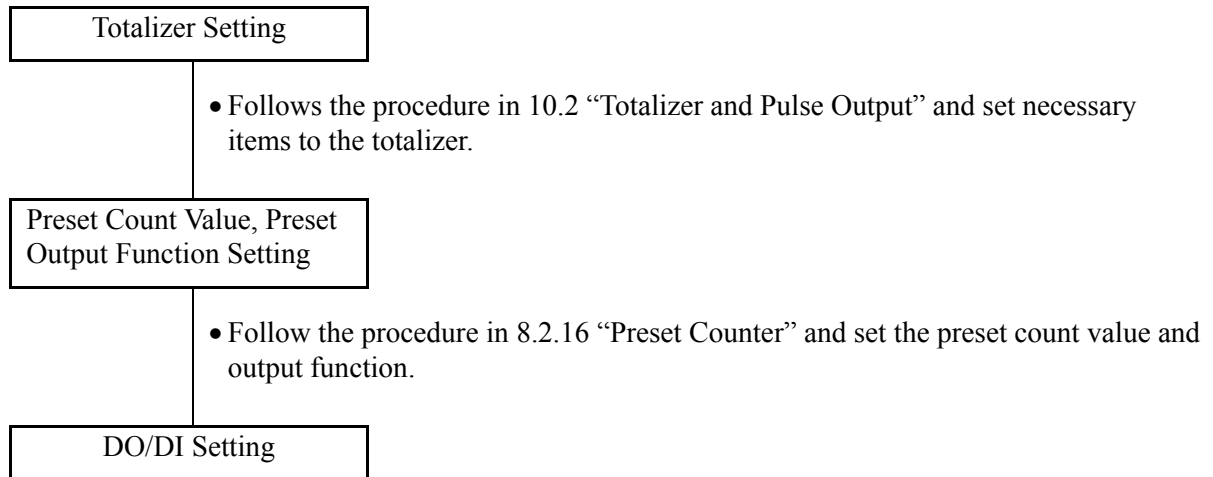 Totalizer Setting
• Follows the procedure in 10.2 “Totalizer and Pulse Output” and set necessary
items to the totalizer.
Preset Count Value, Preset
Output Function Setting
• Follow the procedure in 8.2.16 “Preset Counter” and set the preset count value and
output function.
DO/DI Setting